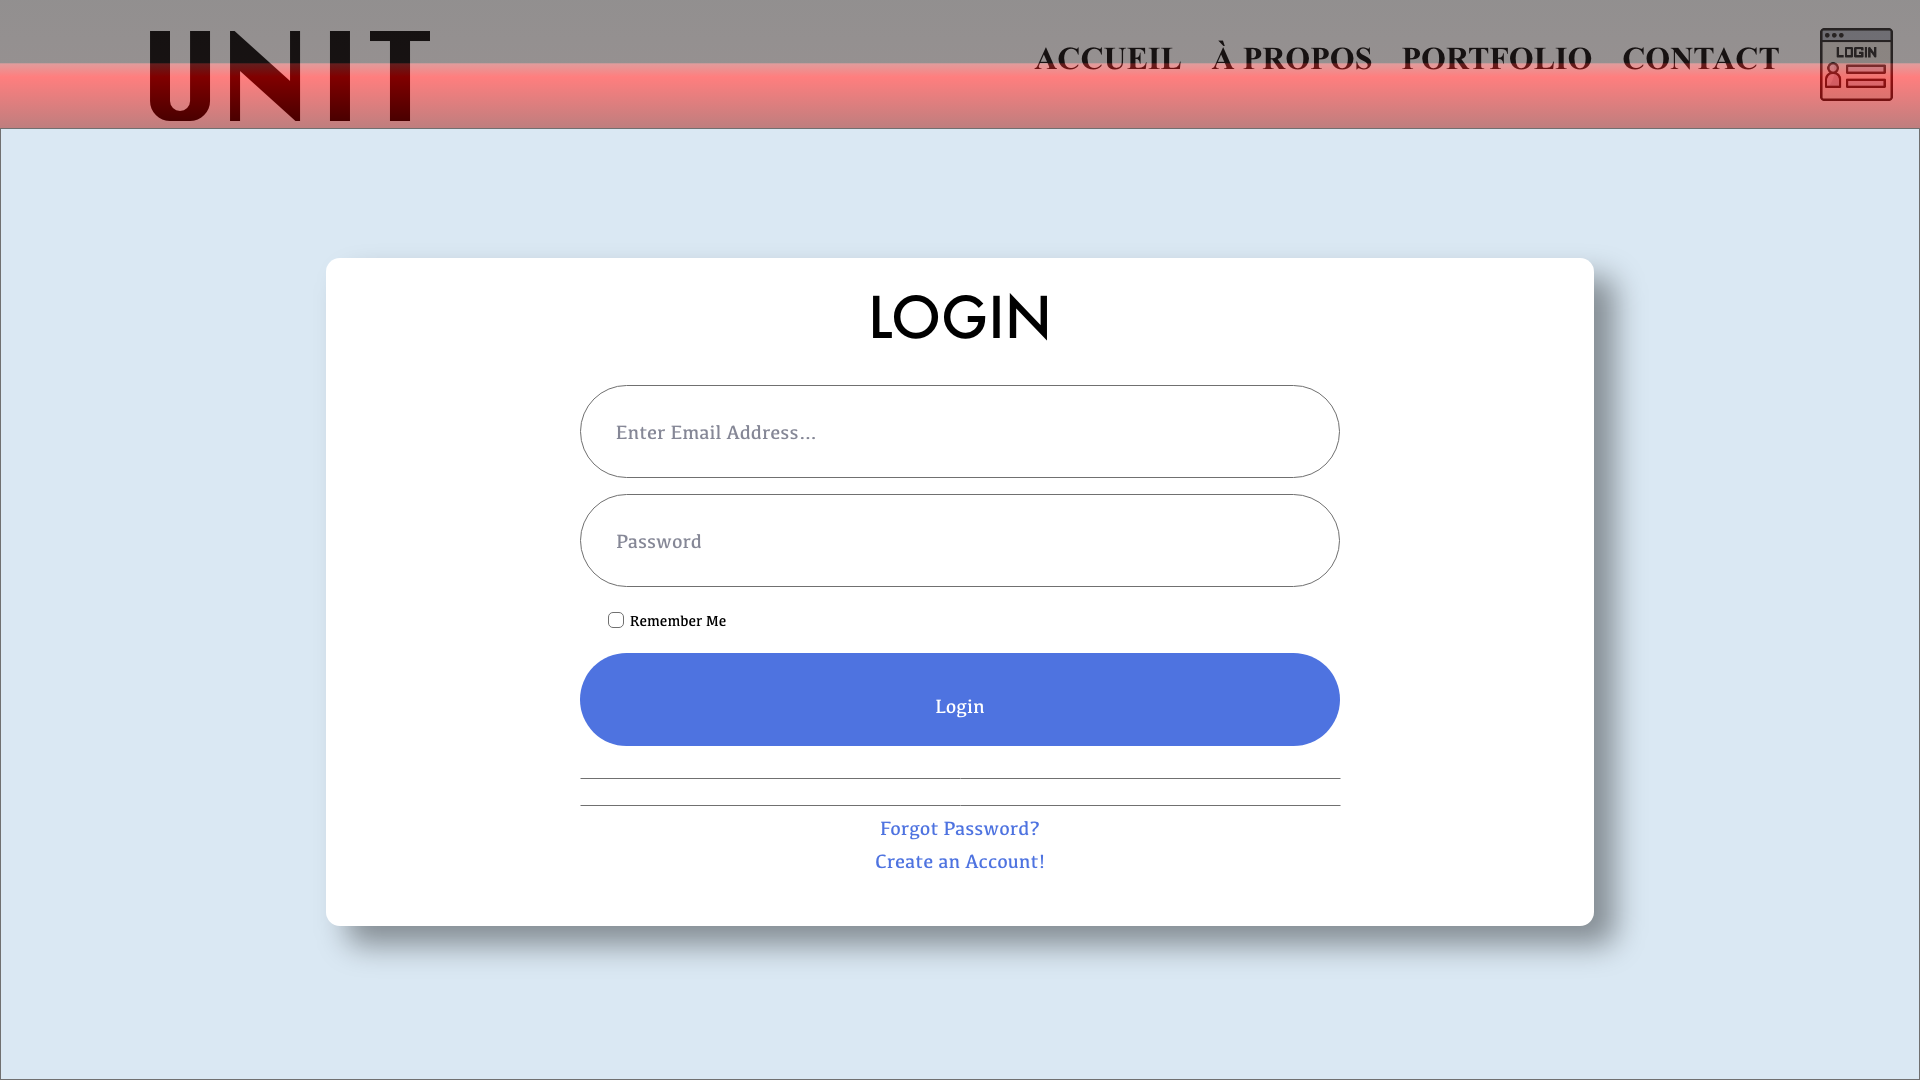 UNIT
ACCUEIL À PROPOS PORTFOLIO CONTACT
LOGIN
LOGIN
Enter Email Address...
Password
Remember Me
Login
Forgot Password?
Create an Account!